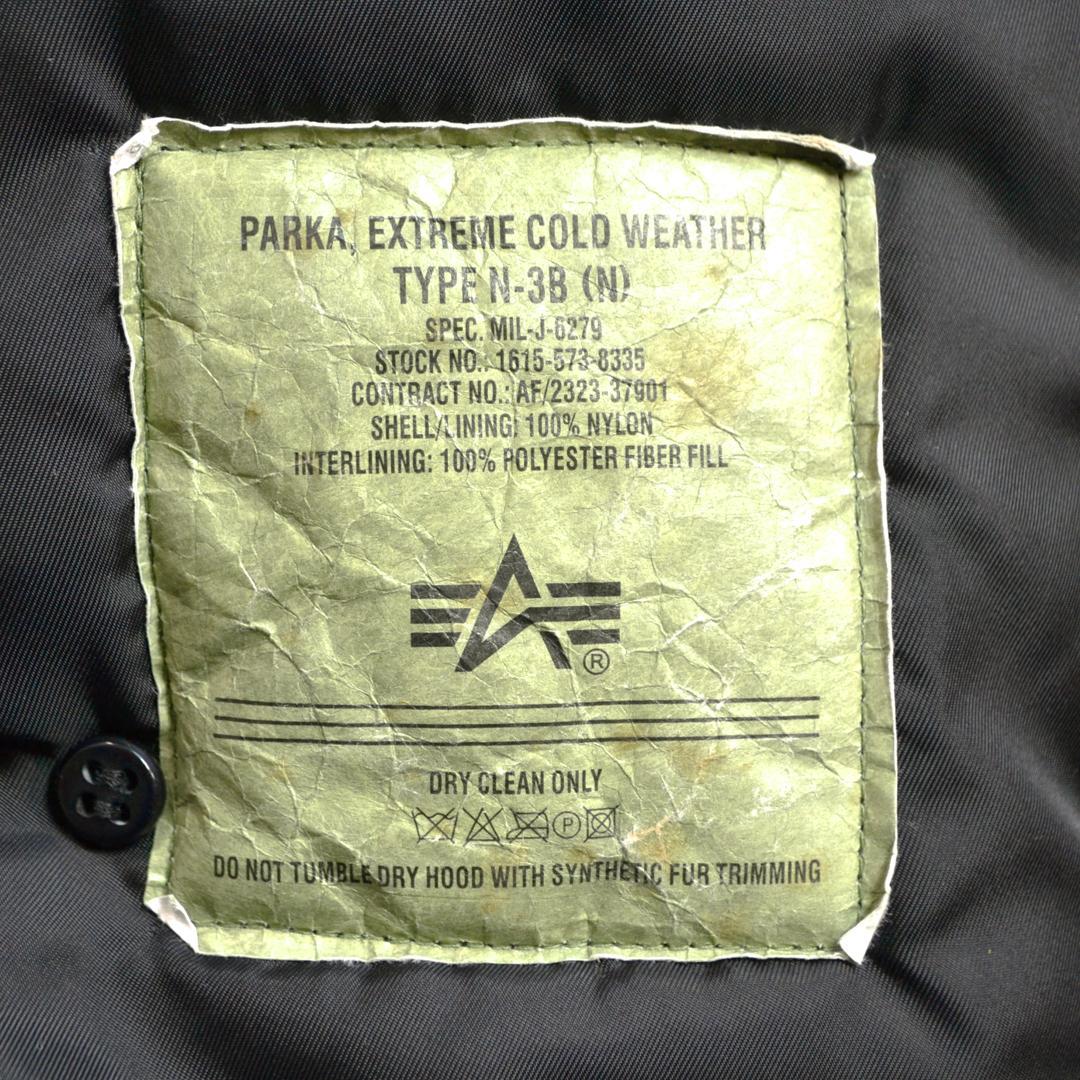 PARKA, EXTREME COLD WEATHER
TYPE N-3B (N)
SPEC. MIL-J-6279
STOCK NO.: 1615-573-8335
CONTRACT NO.: AF/2323-37901
SHELL/LINING: 100% NYLON
INTERLINING: 100% POLYESTER FIBER FILL
®
DRY CLEAN ONLY
P
DO NOT TUMBLE DRY HOOD WITH SYNTHETIC FUR TRIMMING